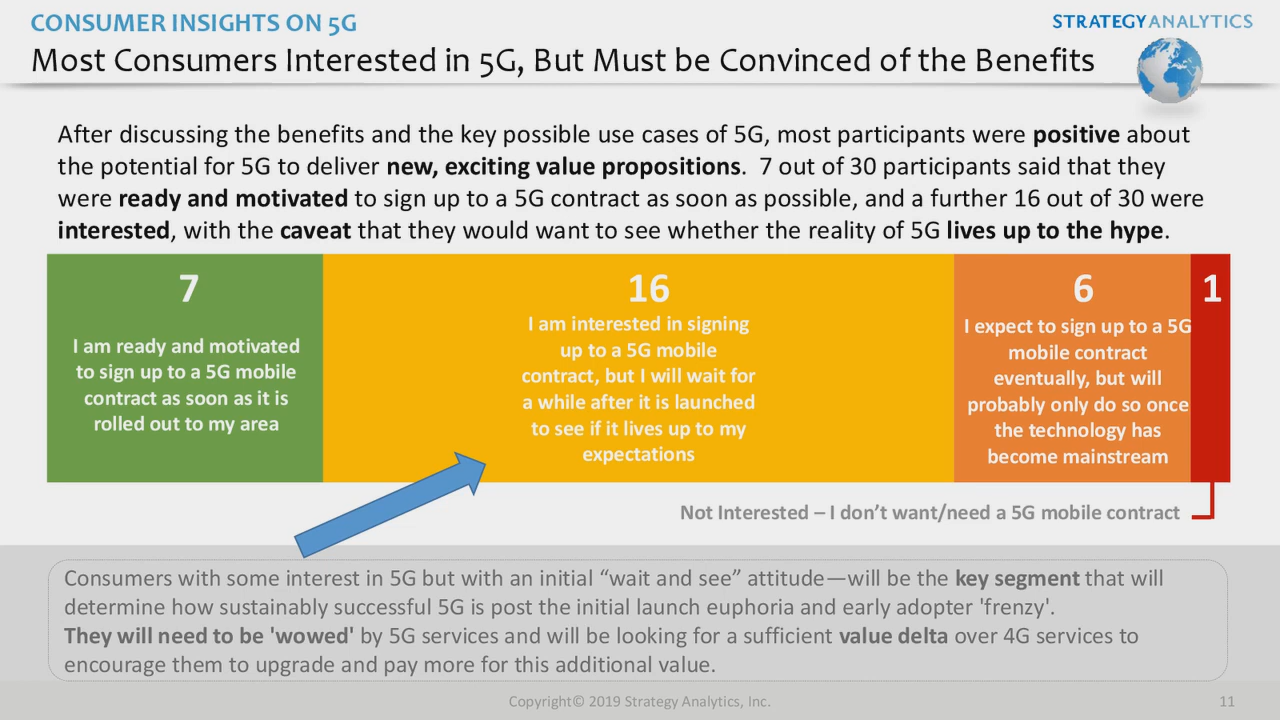 CONSUMER INSIGHTS ON 5G
STRATEGYANALYTICS
Most Consumers Interested in 5G, But Must be Convinced of the Benefits
After discussing the benefits and the key possible use cases of 5G, most participants were positive about
the potential for 5G to deliver new, exciting value propositions.  7 out of 30 participants said that they
were ready and motivated to sign up to a 5G contract as soon as possible, and a further 16 out of 30 were
interested, with the caveat that they would want to see whether the reality of 5G lives up to the hype.
7
I am ready and motivated
to sign up to a 5G mobile
contract as soon as it is
rolled out to my area
16
I am interested in signing
up to a 5G mobile
contract, but I will wait for
a while after it is launched
to see if it lives up to my
expectations
6
I expect to sign up to a 5G
mobile contract
eventually, but will
probably only do so once
the technology has
become mainstream
1
Not Interested – I don’t want/need a 5G mobile contract
Consumers with some interest in 5G but with an initial “wait and see” attitude—will be the key segment that will
determine how sustainably successful 5G is post the initial launch euphoria and early adopter 'frenzy'.
They will need to be 'wowed' by 5G services and will be looking for a sufficient value delta over 4G services to
encourage them to upgrade and pay more for this additional value.
Copyright© 2019 Strategy Analytics, Inc.
11